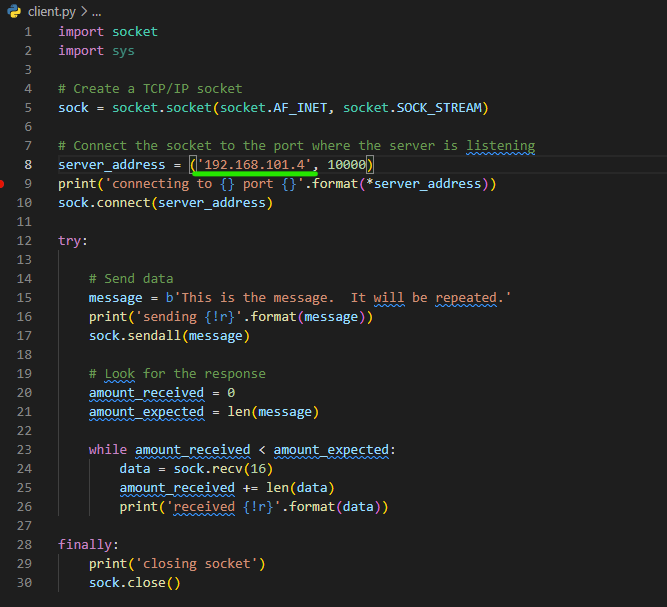 client.py > ...
1 import socket
2 import sys
3
4 # Create a TCP/IP socket
5 sock = socket.socket(socket.AF_INET, socket.SOCK_STREAM)
6
7 # Connect the socket to the port where the server is listening
8 server_address = ('192.168.101.4', 10000)
9 print('connecting to {} port {}'.format(*server_address))
10 sock.connect(server_address)
11
12 try:
13
14     # Send data
15     message = b'This is the message.  It will be repeated.'
16     print('sending {!r}'.format(message))
17     sock.sendall(message)
18
19     # Look for the response
20     amount_received = 0
21     amount_expected = len(message)
22
23     while amount_received < amount_expected:
24         data = sock.recv(16)
25         amount_received += len(data)
26         print('received {!r}'.format(data))
27
28 finally:
29     print('closing socket')
30     sock.close()